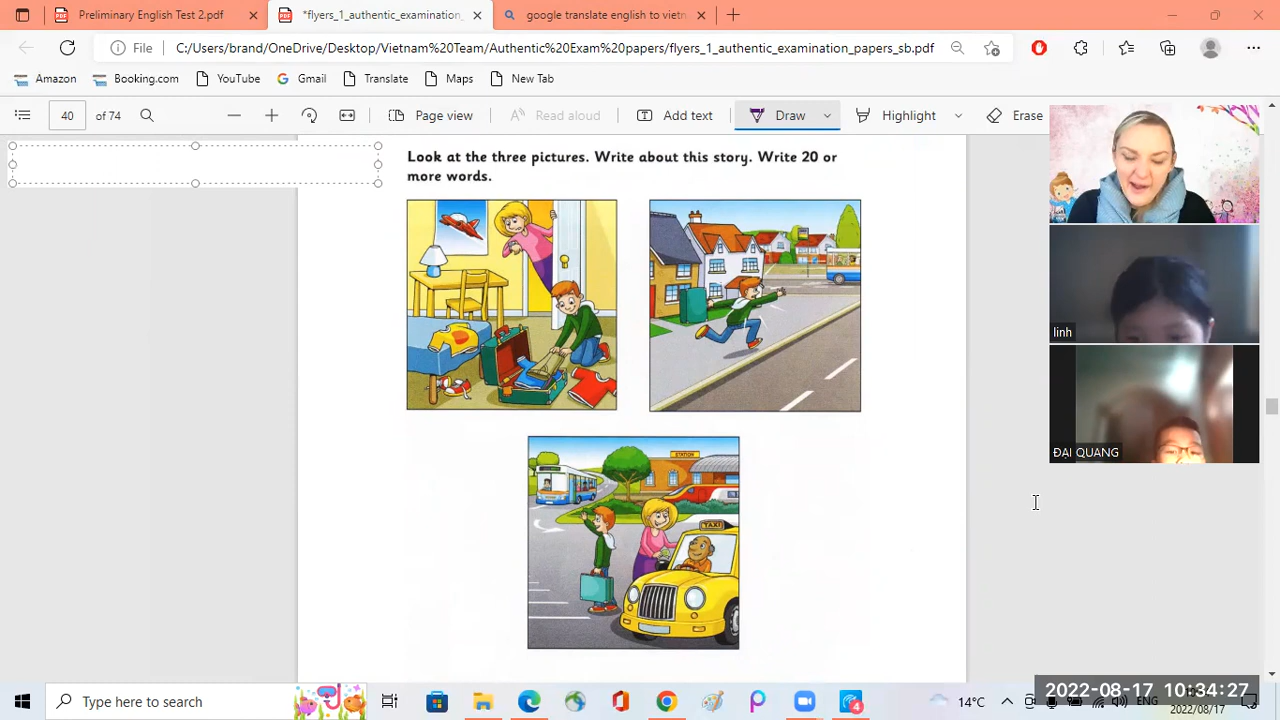 Preliminary English Test 2.pdf
*flyers_1_authentic_examination_
google translate english to vietn
File
C:/Users/brand/OneDrive/Desktop/Vietnam%20Team/Authentic%20Exam%20papers/flyers_1_authentic_examination_papers_sb.pdf
Amazon
Booking.com
YouTube
Gmail
Translate
Maps
New Tab
40 of 74
Page view
Read aloud
Add text
Draw
Highlight
Erase
Look at the three pictures. Write about this story. Write 20 or
more words.
STATION
TAXI
linh
ĐẠI QUANG
Type here to search
14°C
ENG
2022-08-17 10:34:27
2022/08/17